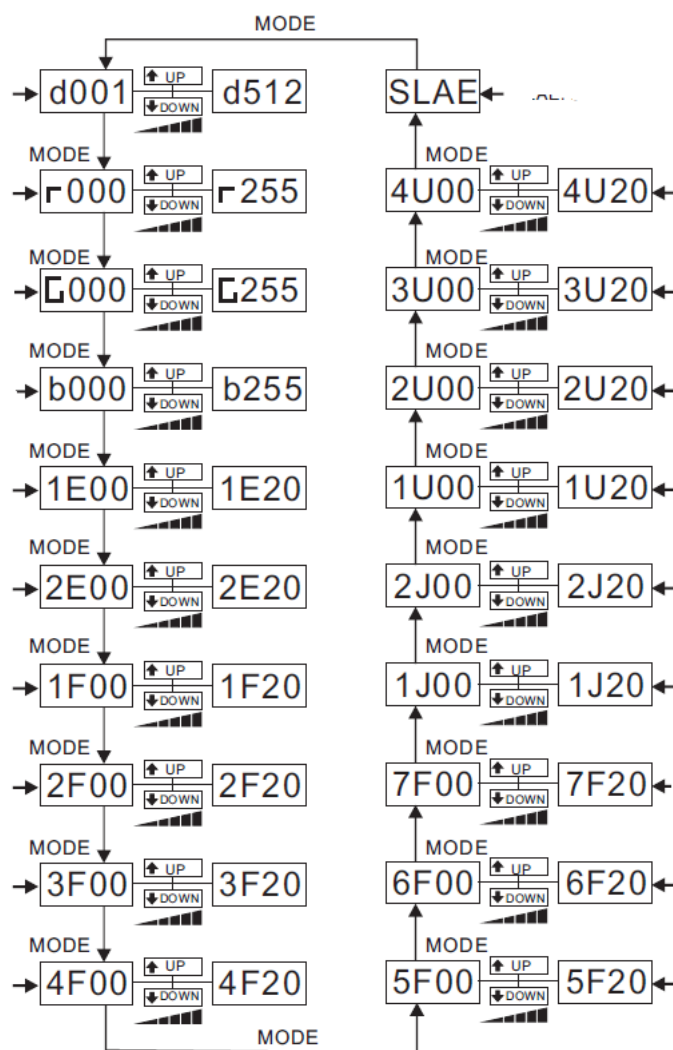 MODE
d001 UP DOWN d512
SLAE
MODE
r000 UP DOWN r255
MODE
4U00 UP DOWN 4U20
MODE
G000 UP DOWN G255
MODE
3U00 UP DOWN 3U20
MODE
b000 UP DOWN b255
MODE
2U00 UP DOWN 2U20
MODE
1E00 UP DOWN 1E20
MODE
1U00 UP DOWN 1U20
MODE
2E00 UP DOWN 2E20
MODE
2J00 UP DOWN 2J20
MODE
1F00 UP DOWN 1F20
MODE
1J00 UP DOWN 1J20
MODE
2F00 UP DOWN 2F20
MODE
7F00 UP DOWN 7F20
MODE
3F00 UP DOWN 3F20
MODE
6F00 UP DOWN 6F20
MODE
4F00 UP DOWN 4F20
MODE
5F00 UP DOWN 5F20
MODE